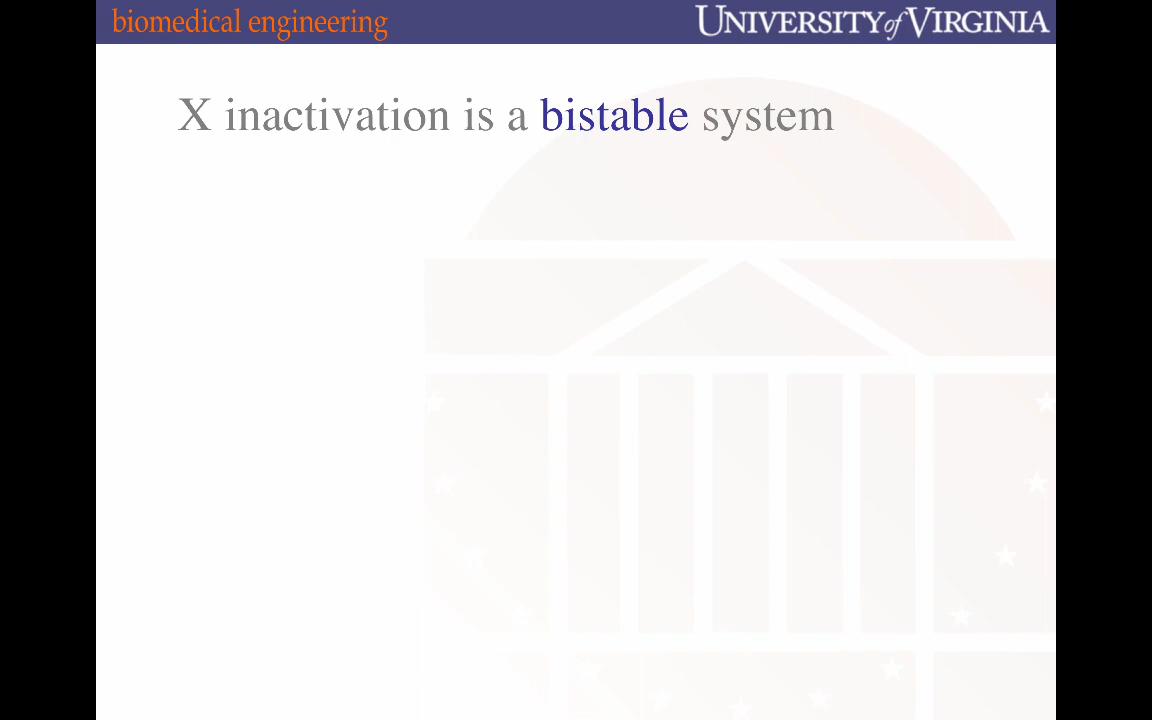 biomedical engineering
UNIVERSITY of VIRGINIA
X inactivation is a bistable system